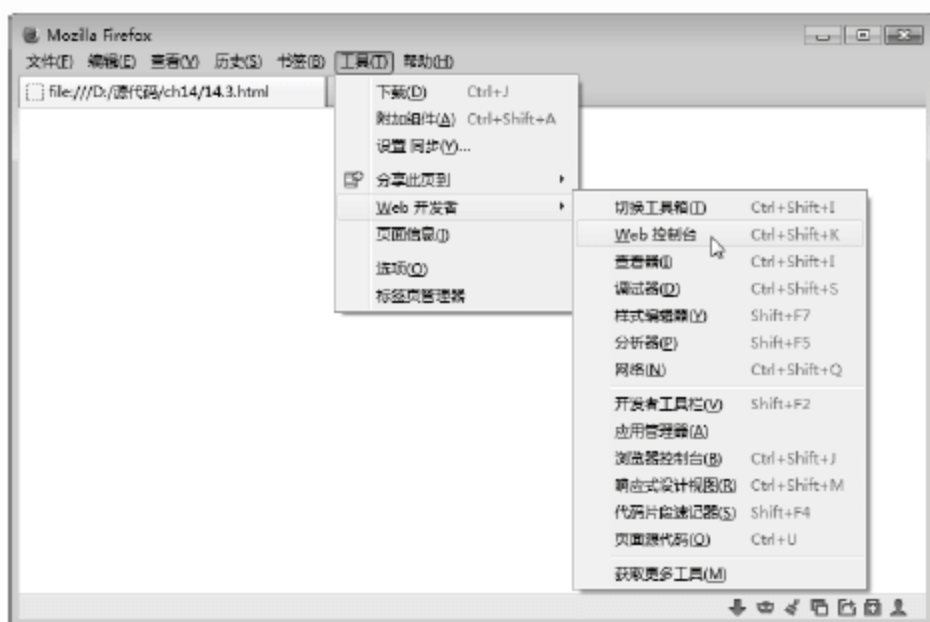 Mozilla Firefox
文件(F) 编辑(E) 查看(V) 历史(S) 书签(B) 工具(T) 帮助(H)
file:///D:/源代码/ch14/14.3.html
下载(D) Ctrl+J
附加组件(A) Ctrl+Shift+A
设置 同步(Y)...
分享此页到
Web 开发者
页面信息(I)
选项(O)
标签页管理器
切换工具箱(T) Ctrl+Shift+I
Web 控制台 Ctrl+Shift+K
查看器(I) Ctrl+Shift+I
调试器(D) Ctrl+Shift+S
样式编辑器(Y) Shift+F7
分析器(P) Shift+F5
网络(N) Ctrl+Shift+Q
开发者工具栏(V) Shift+F2
应用管理器(A)
浏览器控制台(B) Ctrl+Shift+J
响应式设计视图(R) Ctrl+Shift+M
代码片段速记器(S) Shift+F4
页面源代码(O) Ctrl+U
获取更多工具(M)